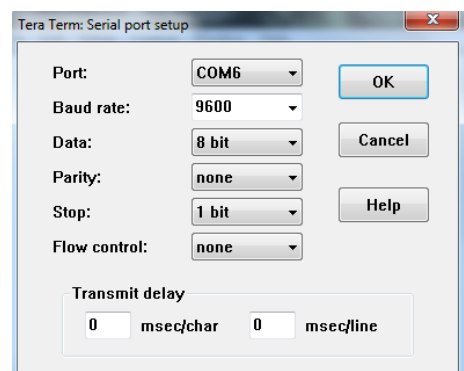 Tera Term: Serial port setup
Port: COM6 OK
Baud rate: 9600
Data: 8 bit Cancel
Parity: none
Stop: 1 bit Help
Flow control: none
Transmit delay
0 msec/char 0 msec/line